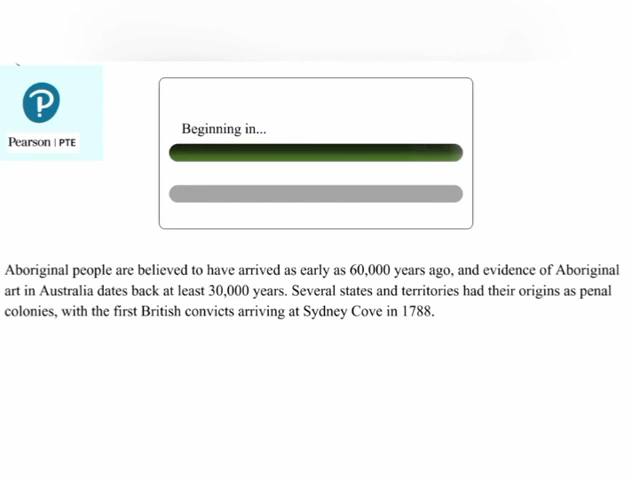 Pearson | PTE
Beginning in...
Aboriginal people are believed to have arrived as early as 60,000 years ago, and evidence of Aboriginal
art in Australia dates back at least 30,000 years. Several states and territories had their origins as penal
colonies, with the first British convicts arriving at Sydney Cove in 1788.